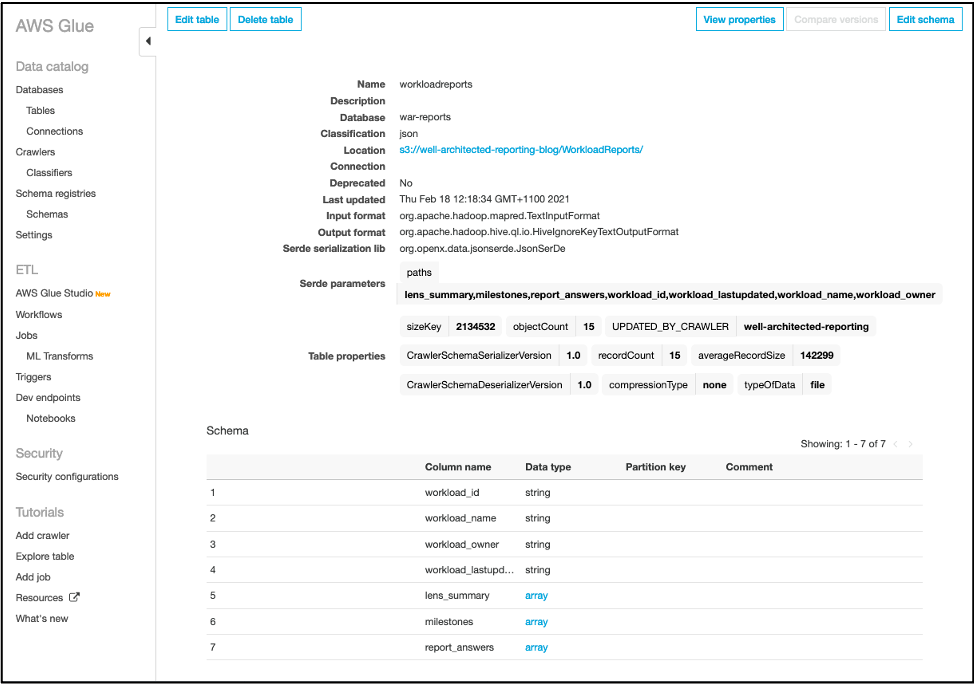 AWS Glue
Data catalog
Databases
Tables
Connections
Crawlers
Classifiers
Schema registries
Schemas
Settings
ETL
AWS Glue Studio New
Workflows
Jobs
ML Transforms
Triggers
Dev endpoints
Notebooks
Security
Security configurations
Tutorials
Add crawler
Explore table
Add job
Resources
What's new
Edit table Delete table View properties Compare versions Edit schema
Name workloadreports
Description
Database war-reports
Classification json
Location s3://well-architected-reporting-blog/WorkloadReports/
Connection
Deprecated No
Last updated Thu Feb 18 12:18:34 GMT+1100 2021
Input format org.apache.hadoop.mapred.TextInputFormat
Output format org.apache.hadoop.hive.ql.io.HiveIgnoreKeyTextOutputFormat
Serde serialization lib org.openx.data.jsonserde.JsonSerDe
Serde parameters
paths
lens_summary,milestones,report_answers,workload_id,workload_lastupdated,workload_name,workload_owner
Table properties
sizeKey 2134532 objectCount 15 UPDATED_BY_CRAWLER well-architected-reporting
CrawlerSchemaSerializerVersion 1.0 recordCount 15 averageRecordSize 142299
CrawlerSchemaDeserializerVersion 1.0 compressionType none typeOfData file
Schema
Showing: 1 - 7 of 7 < >
Column name Data type Partition key Comment
1 workload_id string
2 workload_name string
3 workload_owner string
4 workload_lastupd... string
5 lens_summary array
6 milestones array
7 report_answers array